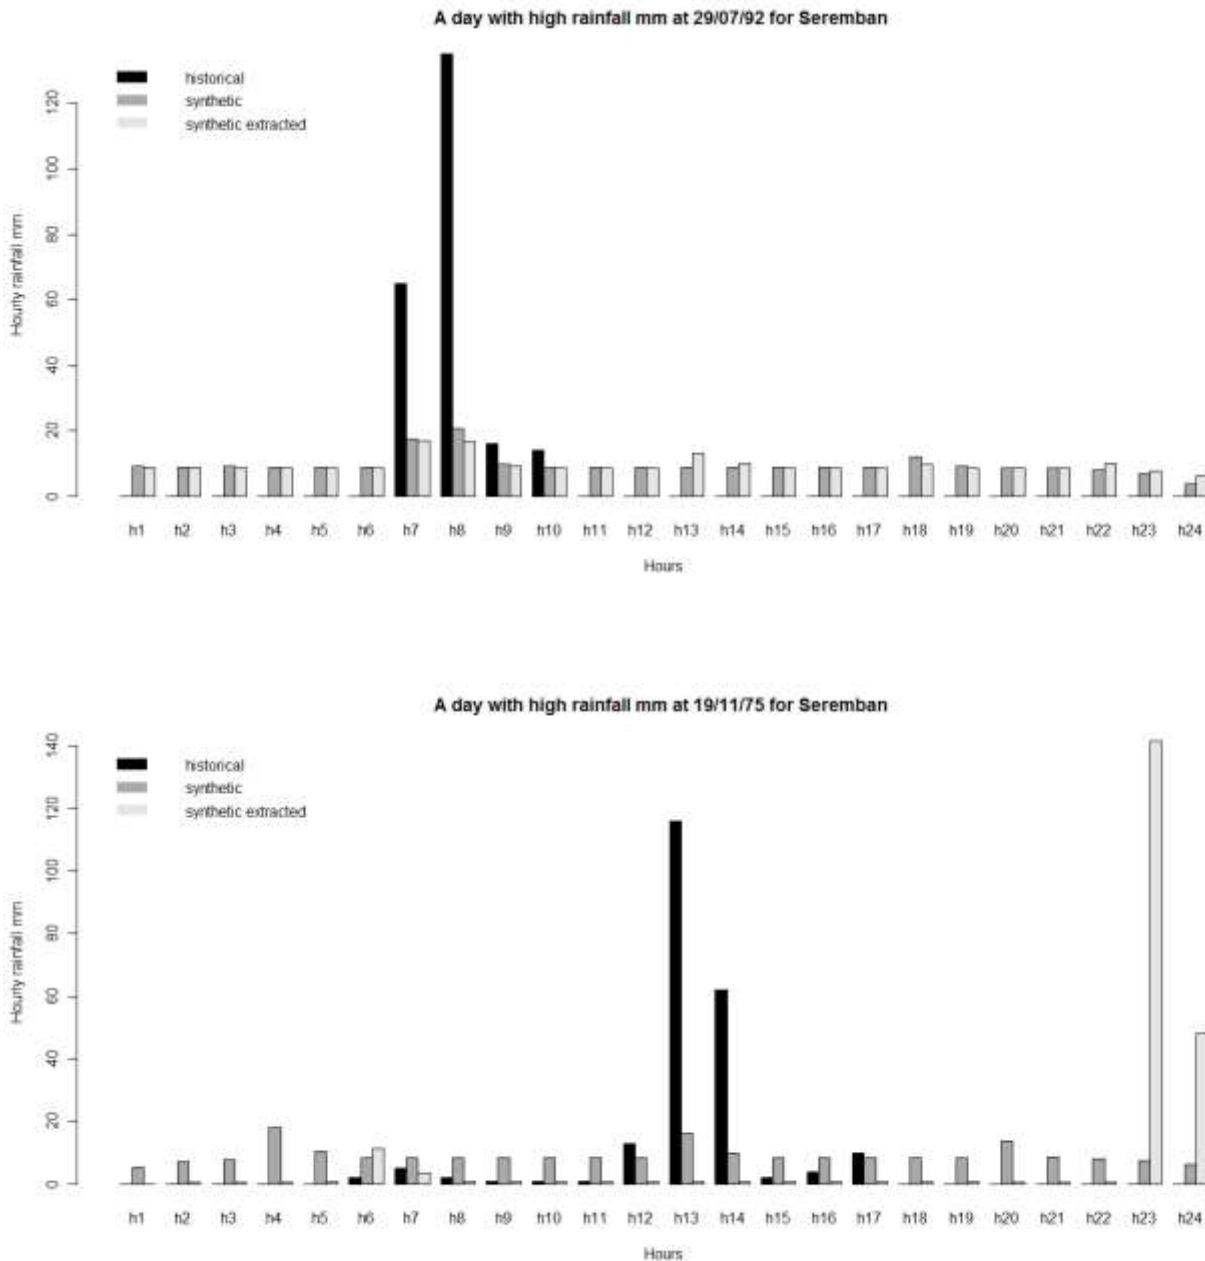 A day with high rainfall mm at 29/07/92 for Seremban
historical
synthetic
synthetic extracted
120
100
80
60
40
20
0
Hourly rainfall mm
h1 h2 h3 h4 h5 h6 h7 h8 h9 h10 h11 h12 h13 h14 h15 h16 h17 h18 h19 h20 h21 h22 h23 h24
Hours
A day with high rainfall mm at 19/11/75 for Seremban
historical
synthetic
synthetic extracted
140
120
100
80
60
40
20
0
Hourly rainfall mm
h1 h2 h3 h4 h5 h6 h7 h8 h9 h10 h11 h12 h13 h14 h15 h16 h17 h18 h19 h20 h21 h22 h23 h24
Hours